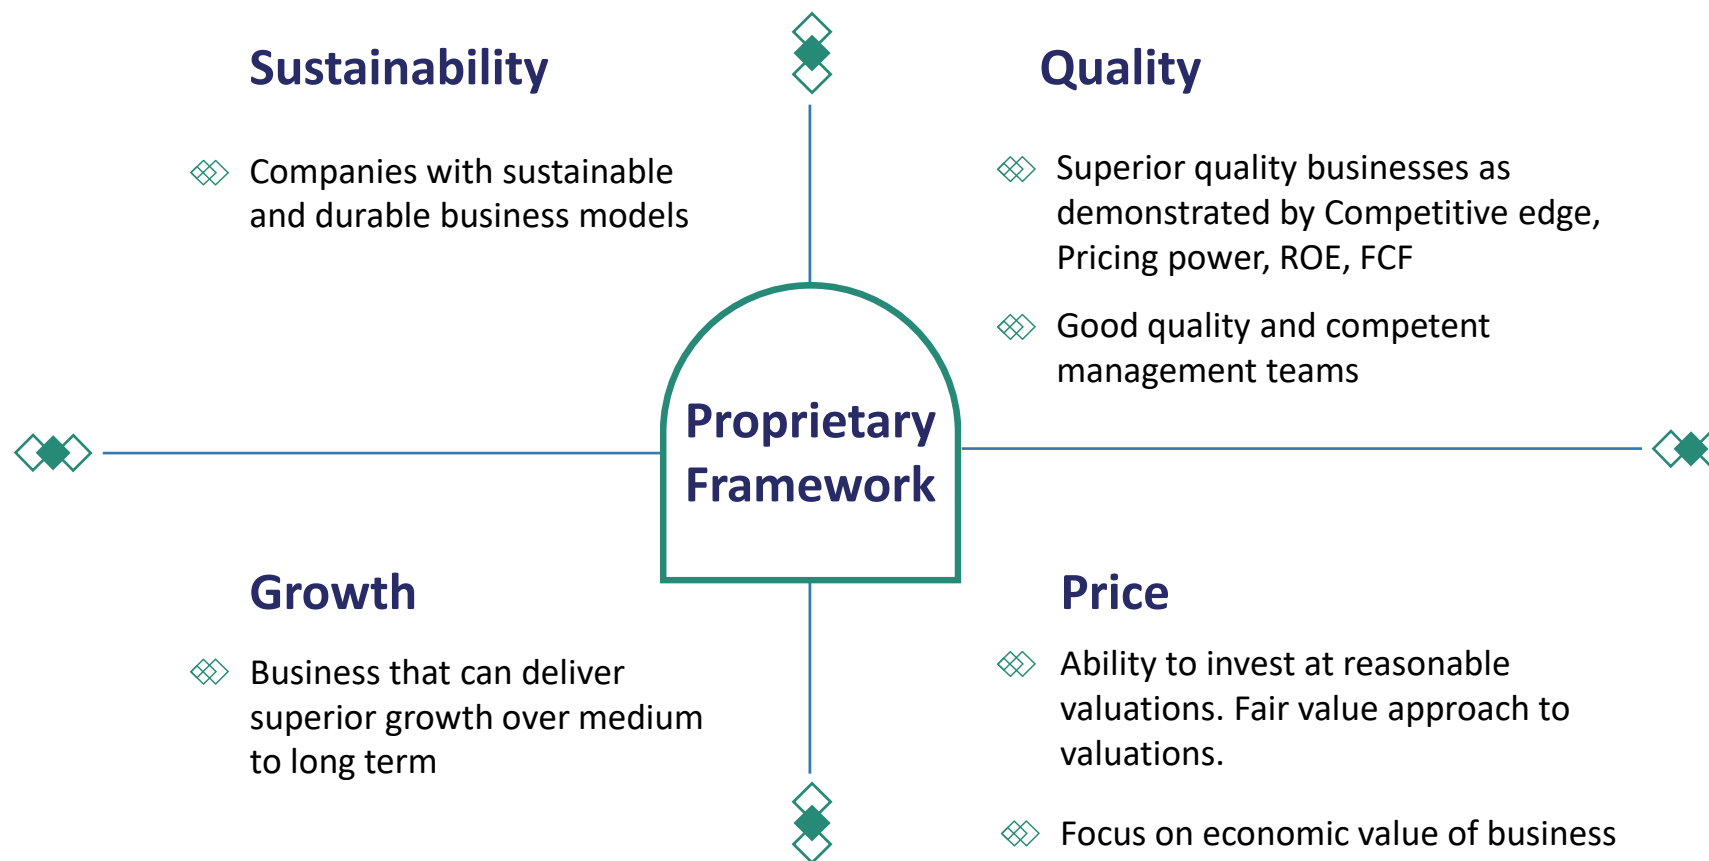 Sustainability
Companies with sustainable
and durable business models
Quality
Superior quality businesses as
demonstrated by Competitive edge,
Pricing power, ROE, FCF
Good quality and competent
management teams
Proprietary
Framework
Growth
Business that can deliver
superior growth over medium
to long term
Price
Ability to invest at reasonable
valuations. Fair value approach to
valuations.
Focus on economic value of business